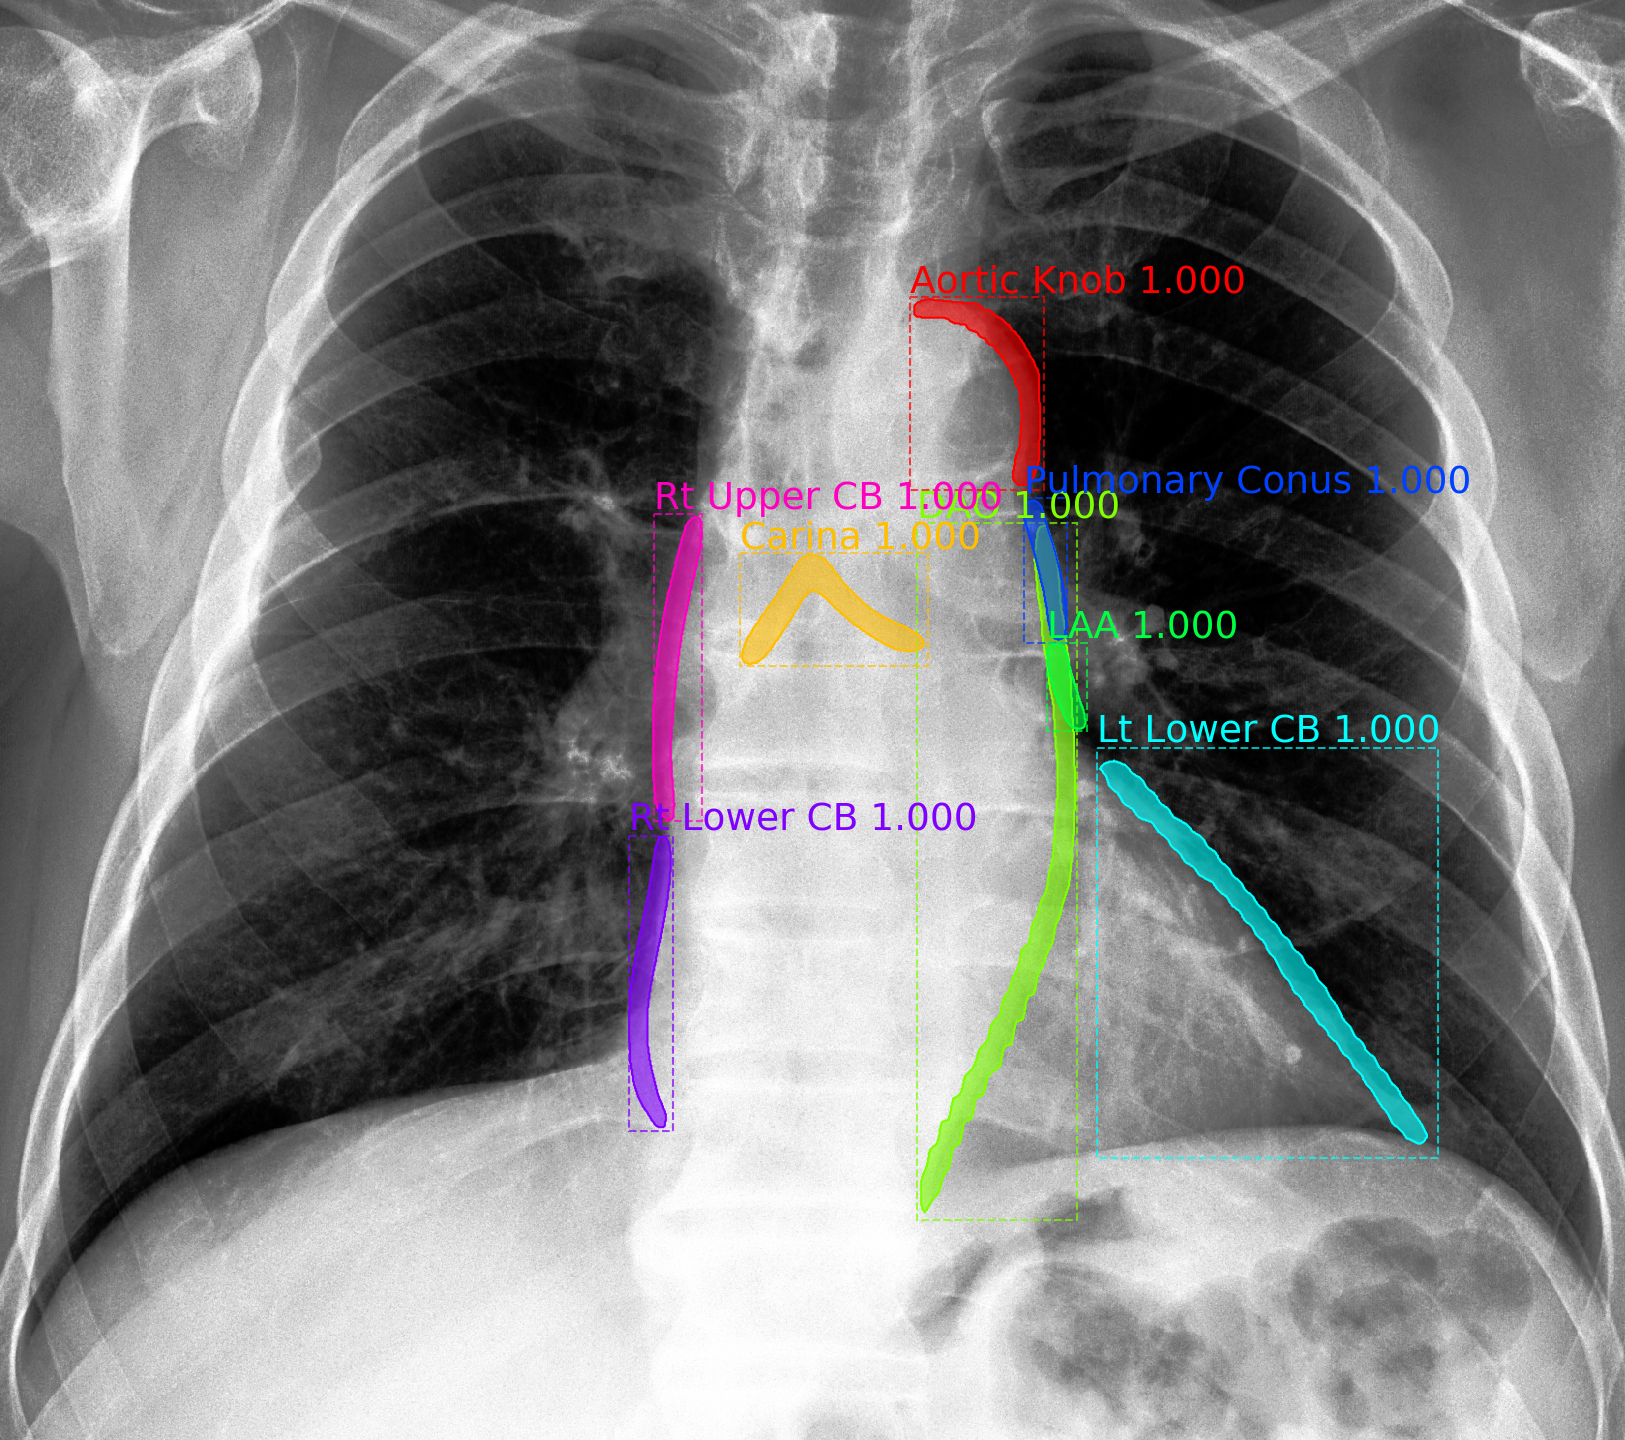 Aortic Knob 1.000
Pulmonary Conus 1.000
Rt Upper CB 1.000
DAO 1.000
Carina 1.000
LAA 1.000
Lt Lower CB 1.000
Rt Lower CB 1.000